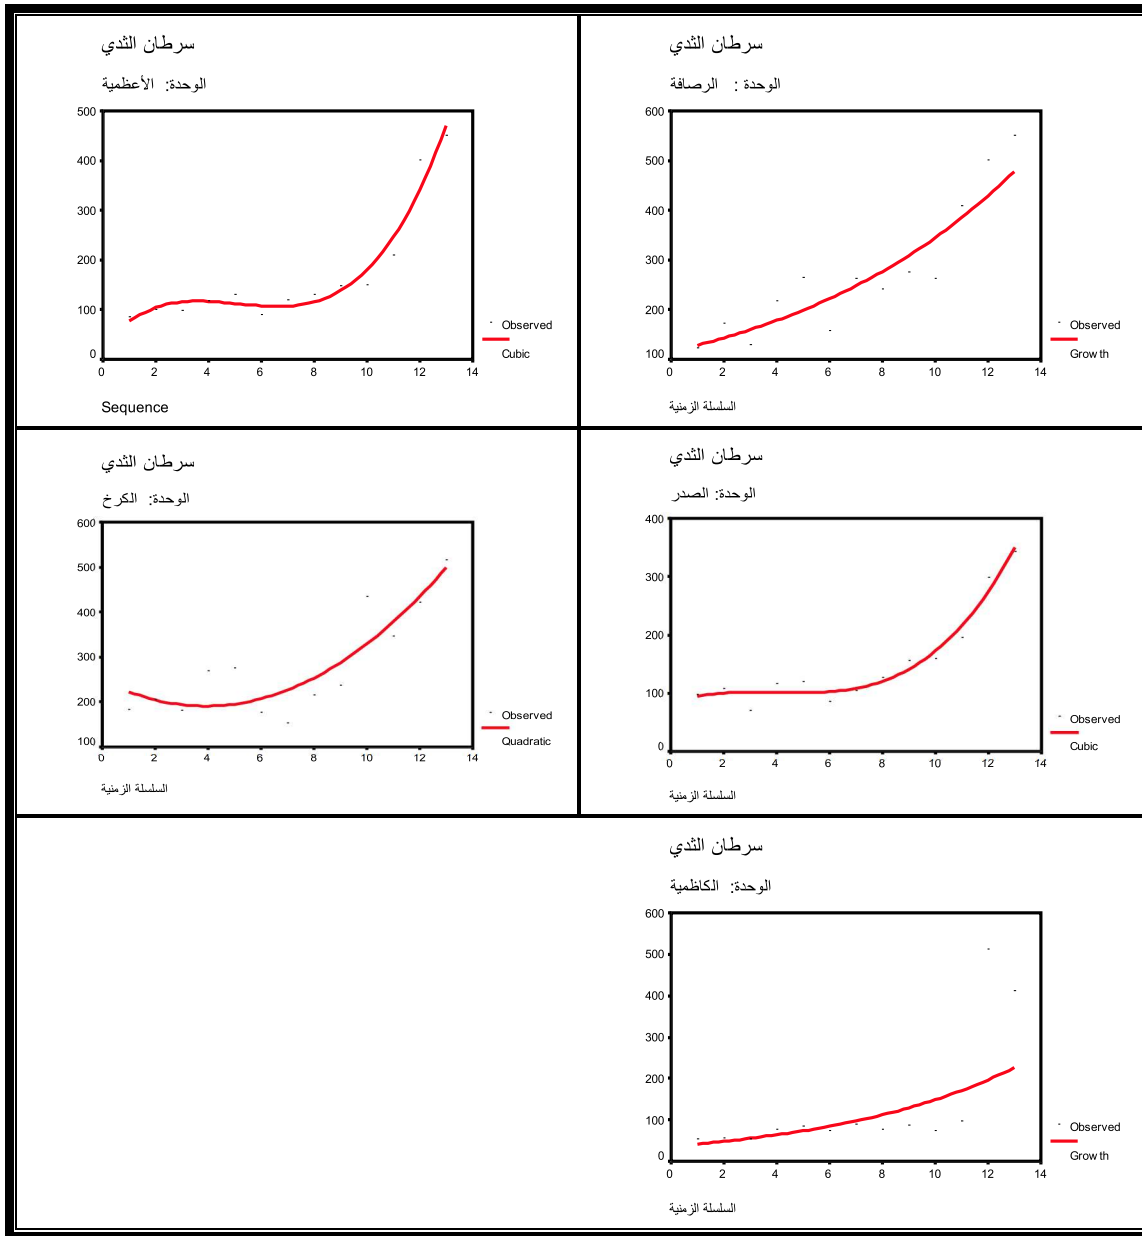 سرطان الثدي
الوحدة: الأعظمية
500
400
300
200
100
0
0 2 4 6 8 10 12 14
Observed
Cubic
Sequence
سرطان الثدي
الوحدة : الرصافة
600
500
400
300
200
100
0 2 4 6 8 10 12 14
Observed
Growth
السلسلة الزمنية
سرطان الثدي
الوحدة: الكرخ
600
500
400
300
200
100
0 2 4 6 8 10 12 14
Observed
Quadratic
السلسلة الزمنية
سرطان الثدي
الوحدة: الصدر
400
300
200
100
0
0 2 4 6 8 10 12 14
Observed
Cubic
السلسلة الزمنية
سرطان الثدي
الوحدة: الكاظمية
600
500
400
300
200
100
0
0 2 4 6 8 10 12 14
Observed
Growth
السلسلة الزمنية